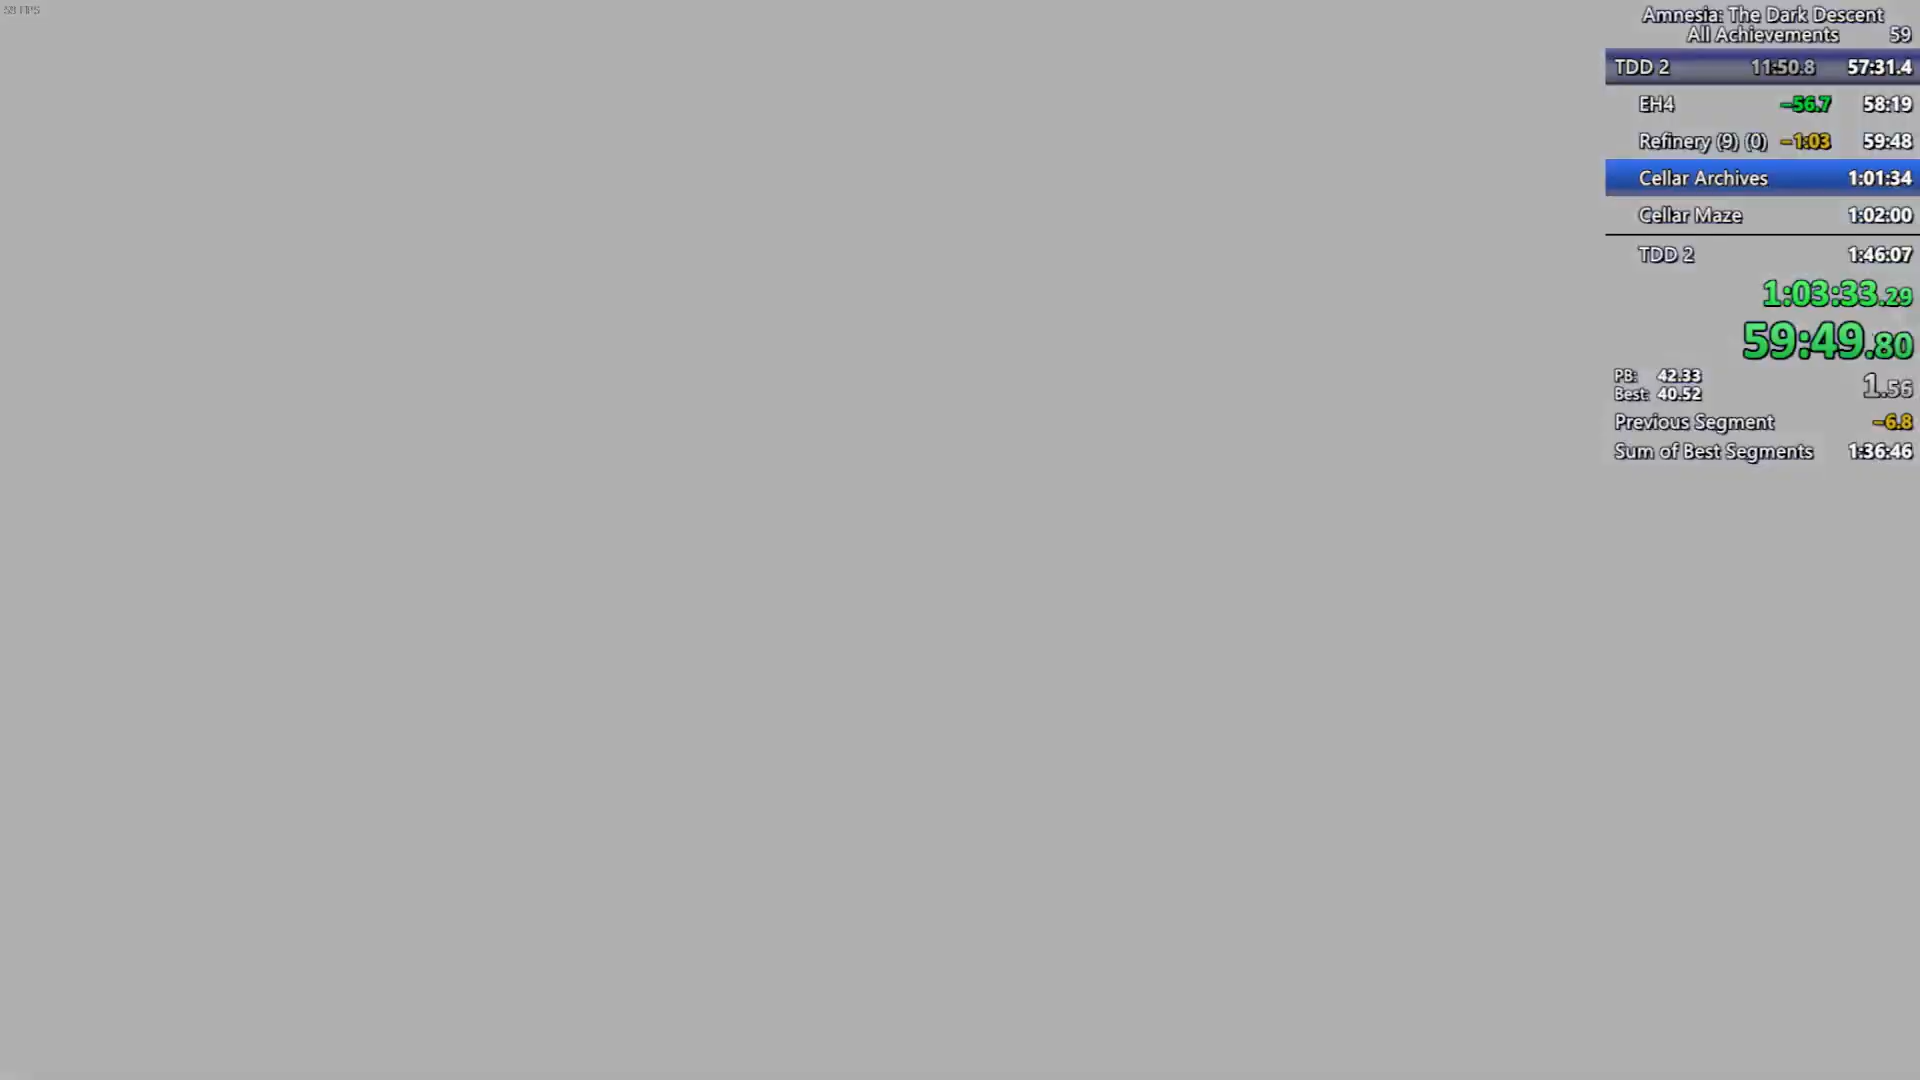 59 FPS
Amnesia: The Dark Descent
All Achievements 59
TDD 2 11:50.8 57:31.4
EH4 -56.7 58:19
Refinery (9) (0) -1:03 59:48
Cellar Archives 1:01:34
Cellar Maze 1:02:00
TDD 2 1:46:07
1:03:33.29
59:49.80
PB: 42.33
Best: 40.52
1.56
Previous Segment -6.8
Sum of Best Segments 1:36:46